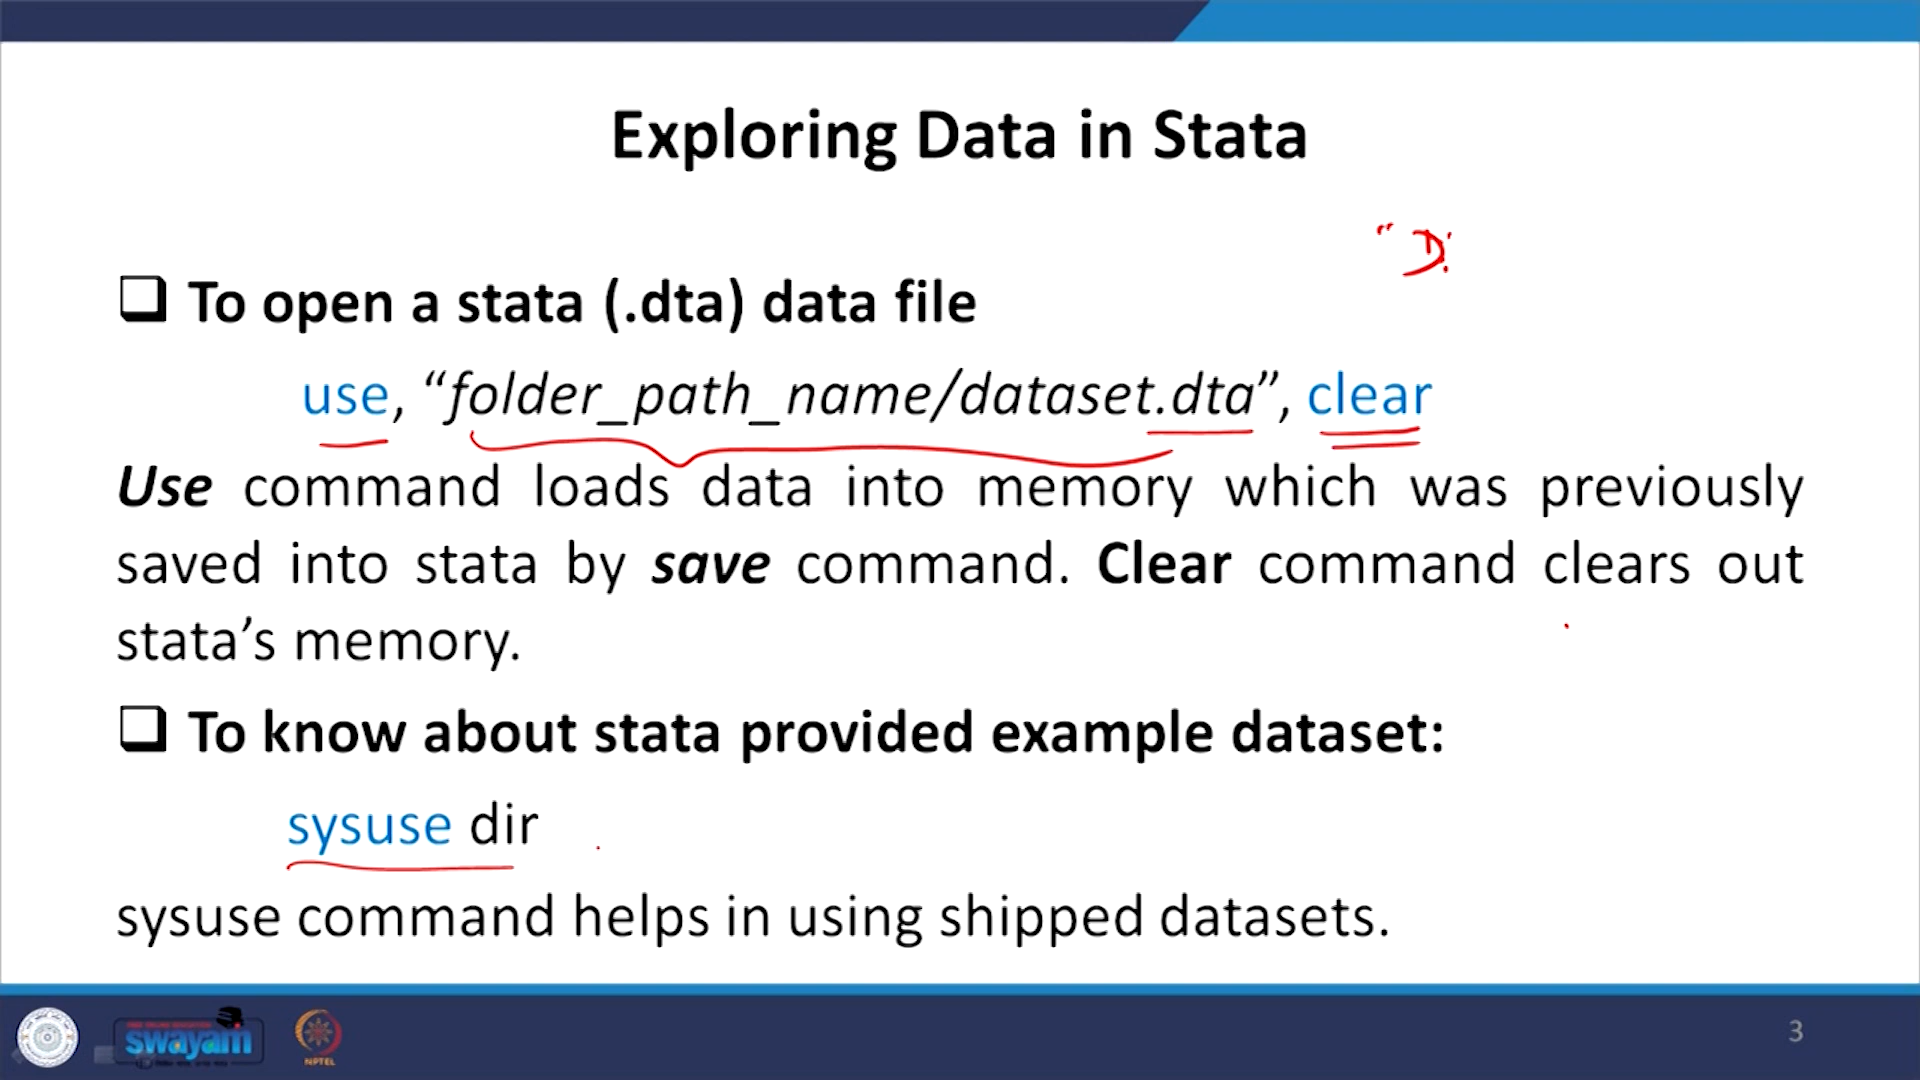 Exploring Data in Stata
"D:
❑ To open a stata (.dta) data file
use, “folder_path_name/dataset.dta”, clear
Use command loads data into memory which was previously
saved into stata by save command. Clear command clears out
stata’s memory.
❑ To know about stata provided example dataset:
sysuse dir
sysuse command helps in using shipped datasets.
swayam
NPTEL
3